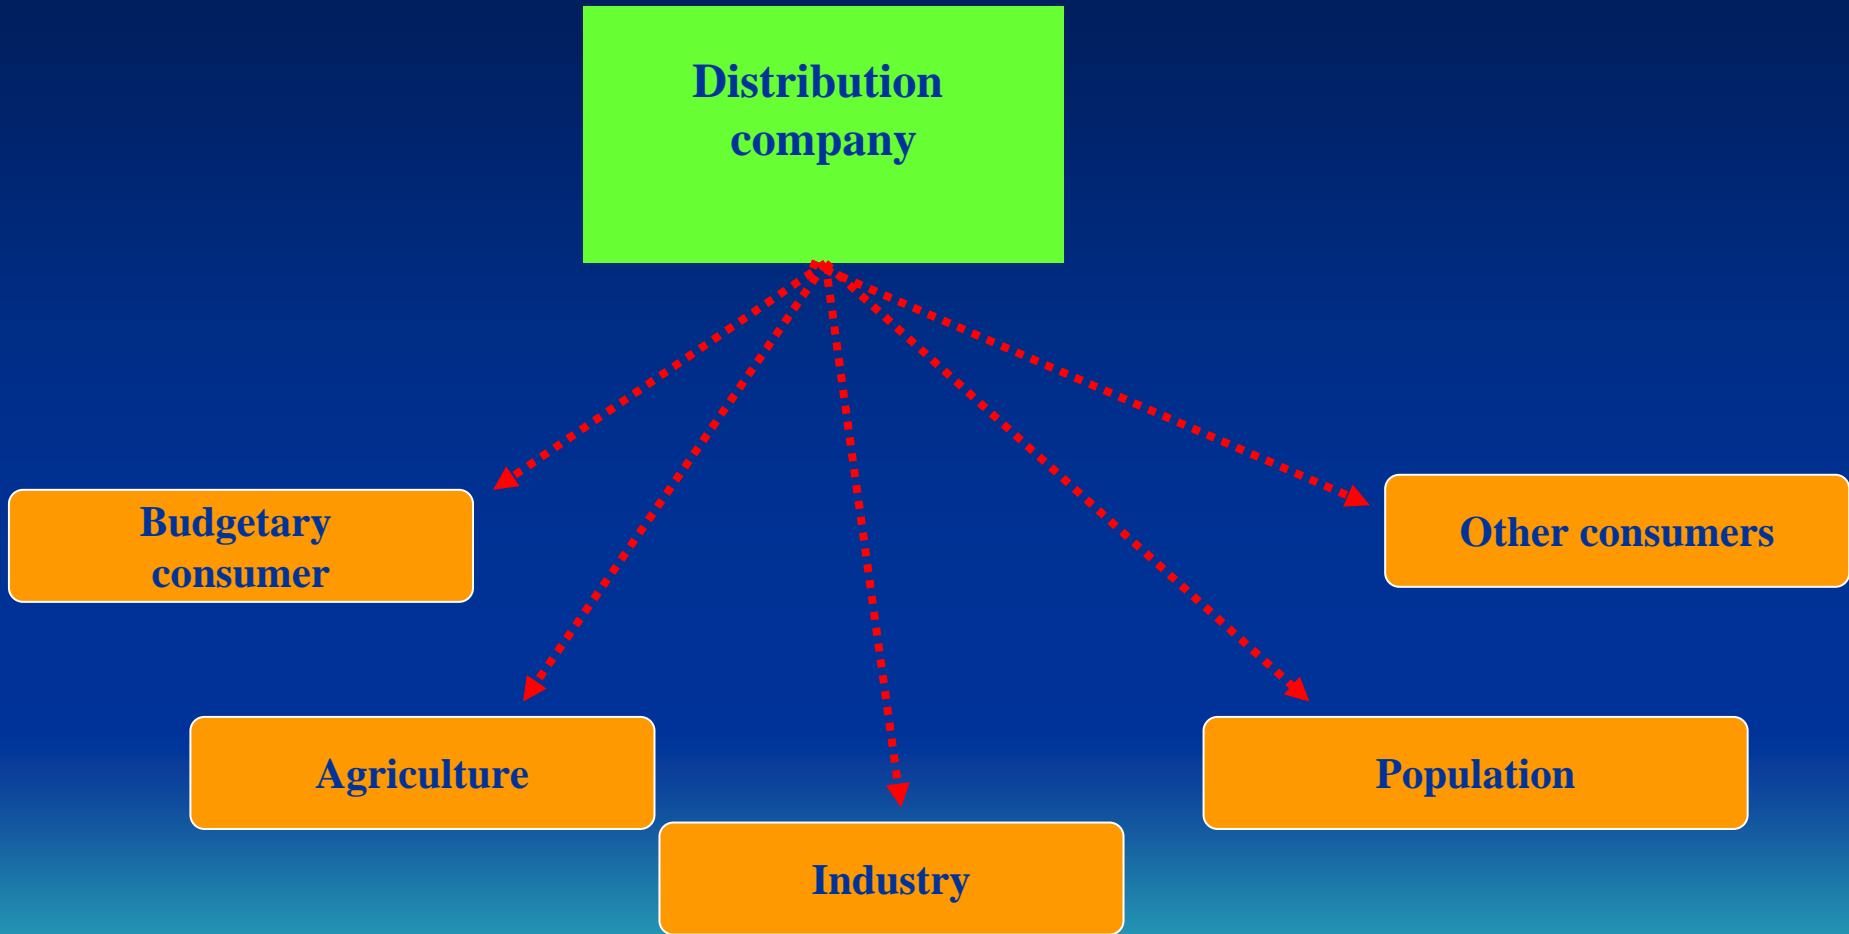 Distribution
company
Budgetary
consumer
Other consumers
Agriculture
Population
Industry